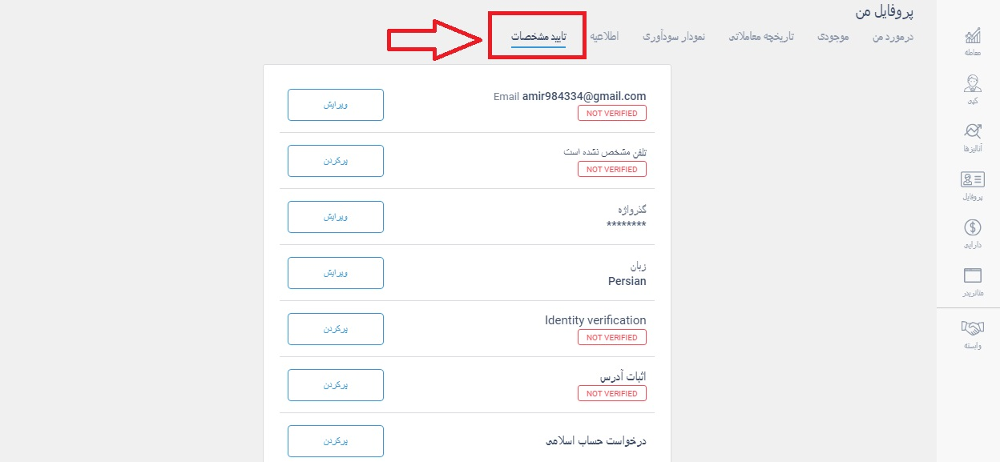 پروفایل من
درمورد من
موجودی
تاریخچه معاملاتی
نمودار سودآوری
اطلاعیه
تایید مشخصات
معامله
کپی
آنالیزها
پروفایل
دارایی
متاتریدر
وابسته
Email amir984334@gmail.com
NOT VERIFIED
ویرایش
تلفن مشخص نشده است
NOT VERIFIED
پرکردن
گذرواژه
********
ویرایش
زبان
Persian
ویرایش
Identity verification
NOT VERIFIED
پرکردن
اثبات آدرس
NOT VERIFIED
پرکردن
درخواست حساب اسلامی
پرکردن